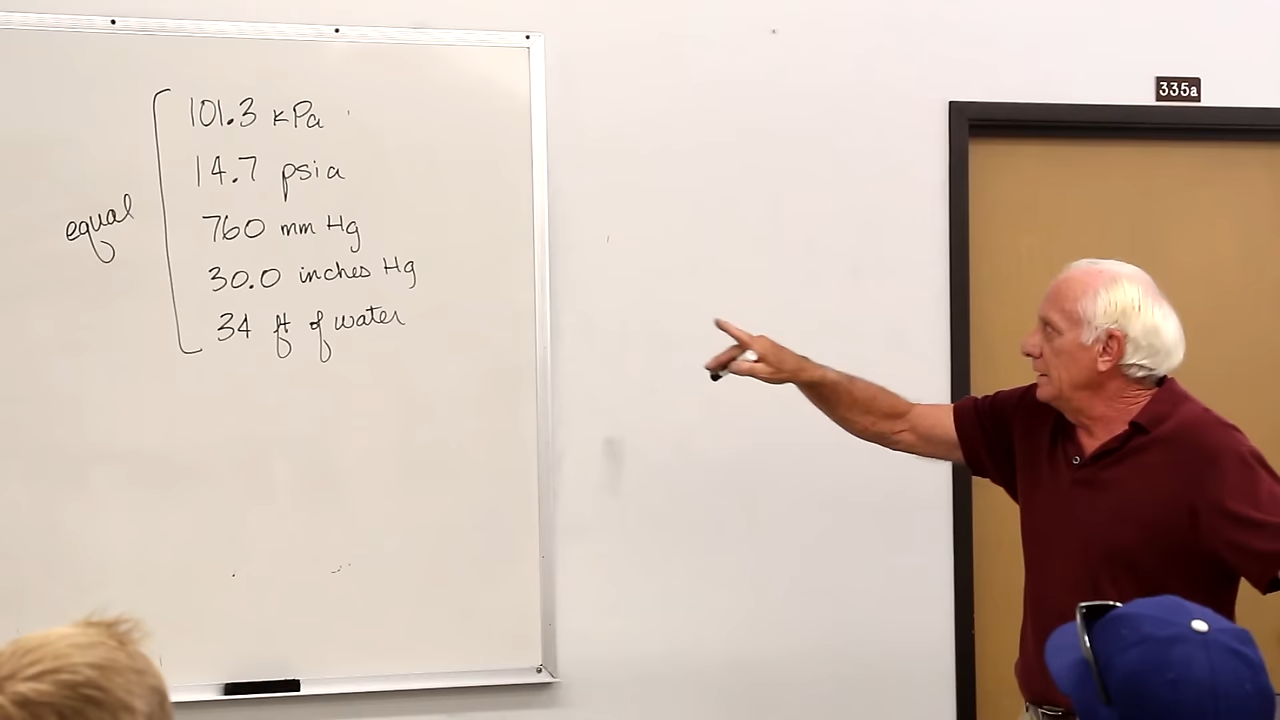 101.3 kPa
14.7 psia
760 mm Hg
30.0 inches Hg
34 ft of water
equal
335a